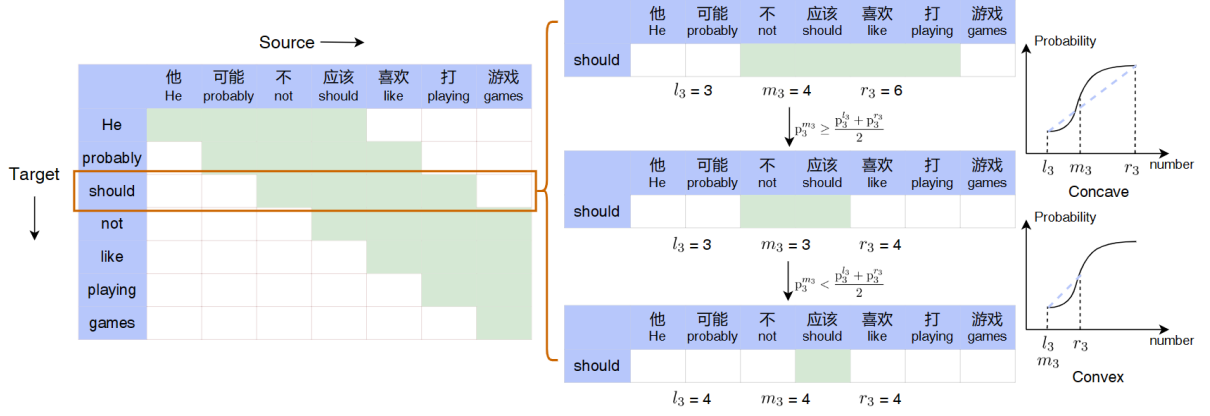 Source
他 可能 不 应该 喜欢 打 游戏
He probably not should like playing games
Target
He
probably
should
not
like
playing
games
他 可能 不 应该 喜欢 打 游戏
He probably not should like playing games
should
l₃ = 3 m₃ = 4 r₃ = 6
p₃^{m₃} ≥ (p₃^{l₃} + p₃^{r₃})/2
他 可能 不 应该 喜欢 打 游戏
He probably not should like playing games
should
l₃ = 3 m₃ = 3 r₃ = 4
p₃^{m₃} < (p₃^{l₃} + p₃^{r₃})/2
他 可能 不 应该 喜欢 打 游戏
He probably not should like playing games
should
l₃ = 4 m₃ = 4 r₃ = 4
Probability
l₃ m₃ r₃ number
Concave
Probability
l₃ r₃ number
m₃
Convex